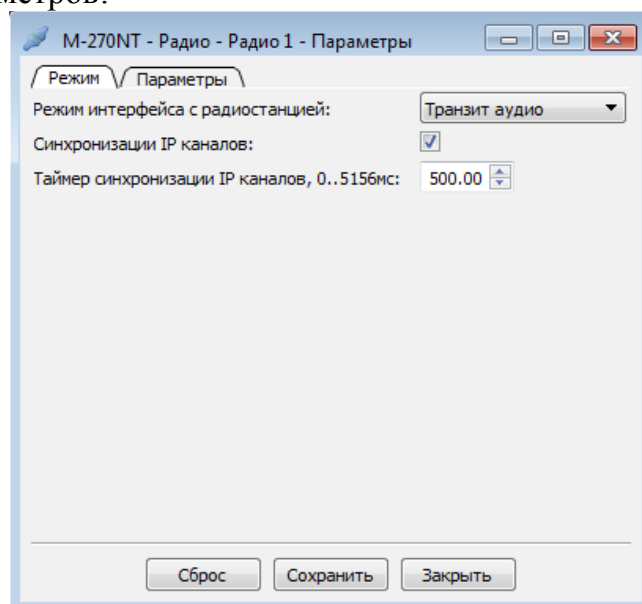 метров.
M-270NT - Радио - Радио 1 - Параметры
Режим Параметры
Режим интерфейса с радиостанцией: Транзит аудио
Синхронизации IP каналов:
Таймер синхронизации IP каналов, 0..5156мс: 500.00
Сброс Сохранить Закрыть